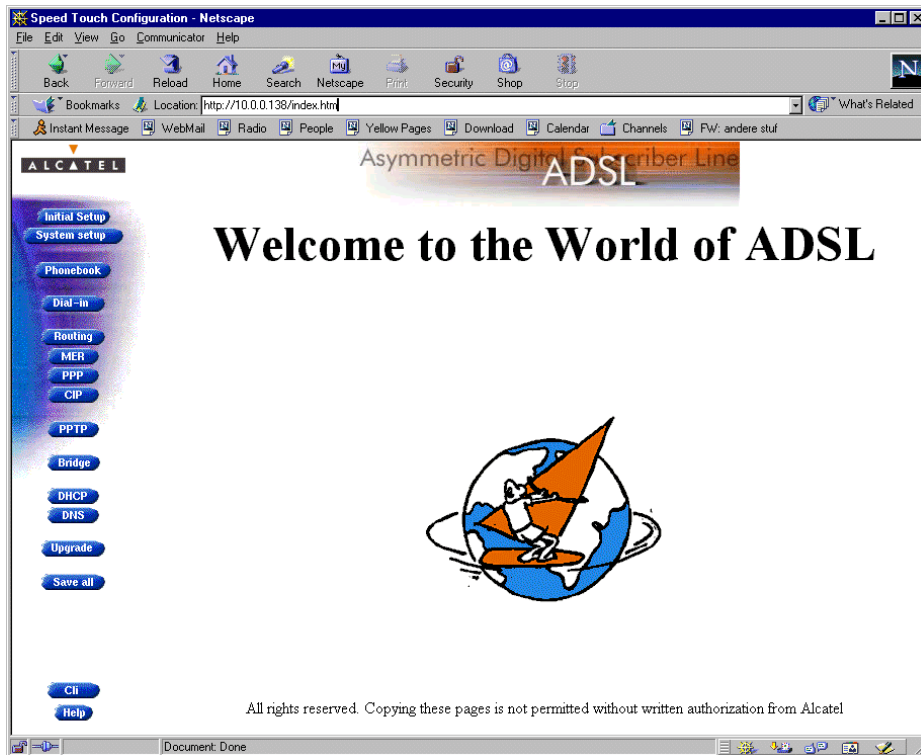 Speed Touch Configuration - Netscape
File Edit View Go Communicator Help
Back Forward Reload Home Search Netscape Print Security Shop Stop
My
N
Bookmarks Location: http://10.0.0.138/index.htm What's Related
Instant Message WebMail Radio People Yellow Pages Download Calendar Channels FW: andere stuf
ALCATEL
Asymmetric Digital Subscriber Line
ADSL
Initial Setup
System setup
Phonebook
Dial-in
Routing
MER
PPP
CIP
PPTP
Bridge
DHCP
DNS
Upgrade
Save all
Cli
Help
Welcome to the World of ADSL
All rights reserved. Copying these pages is not permitted without written authorization from Alcatel
Document: Done